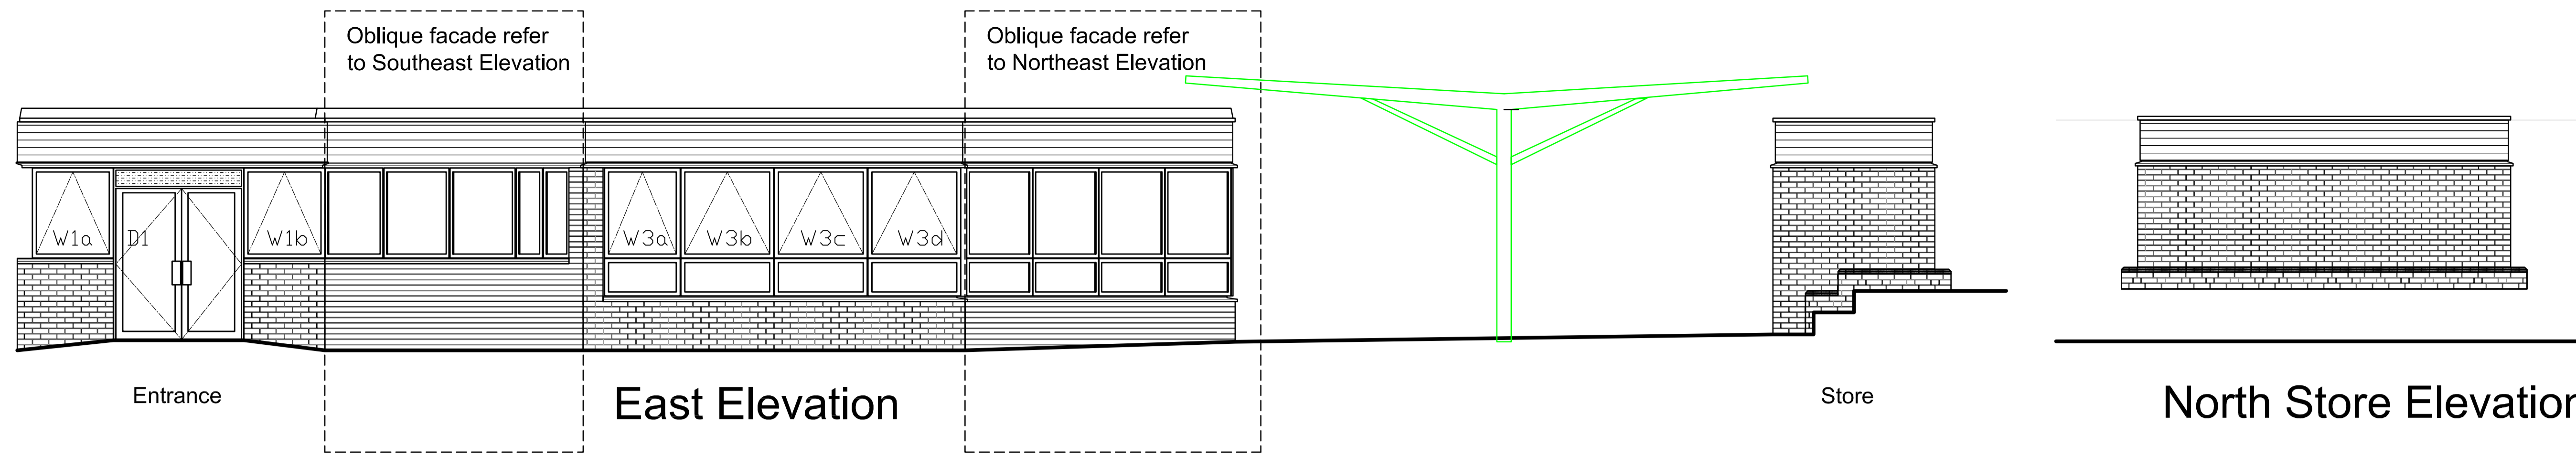 Oblique facade refer
to Southeast Elevation
Oblique facade refer
to Northeast Elevation
W1a
D1
W1b
W3a
W3b
W3c
W3d
Entrance
East Elevation
Store
North Store Elevation